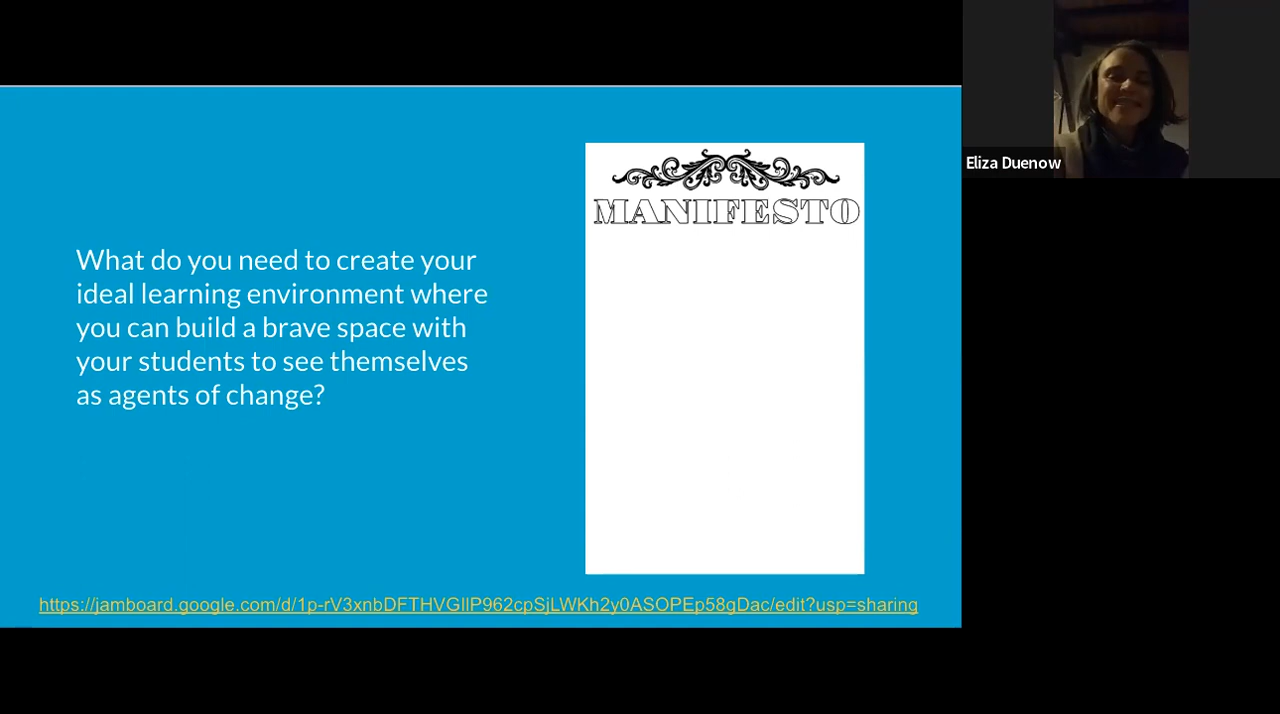 What do you need to create your
ideal learning environment where
you can build a brave space with
your students to see themselves
as agents of change?
MANIFESTO
https://jamboard.google.com/d/1p-rV3xnbDFTHVGIlP962cpSjLWKh2y0ASOPEp58gDac/edit?usp=sharing
Eliza Duenow